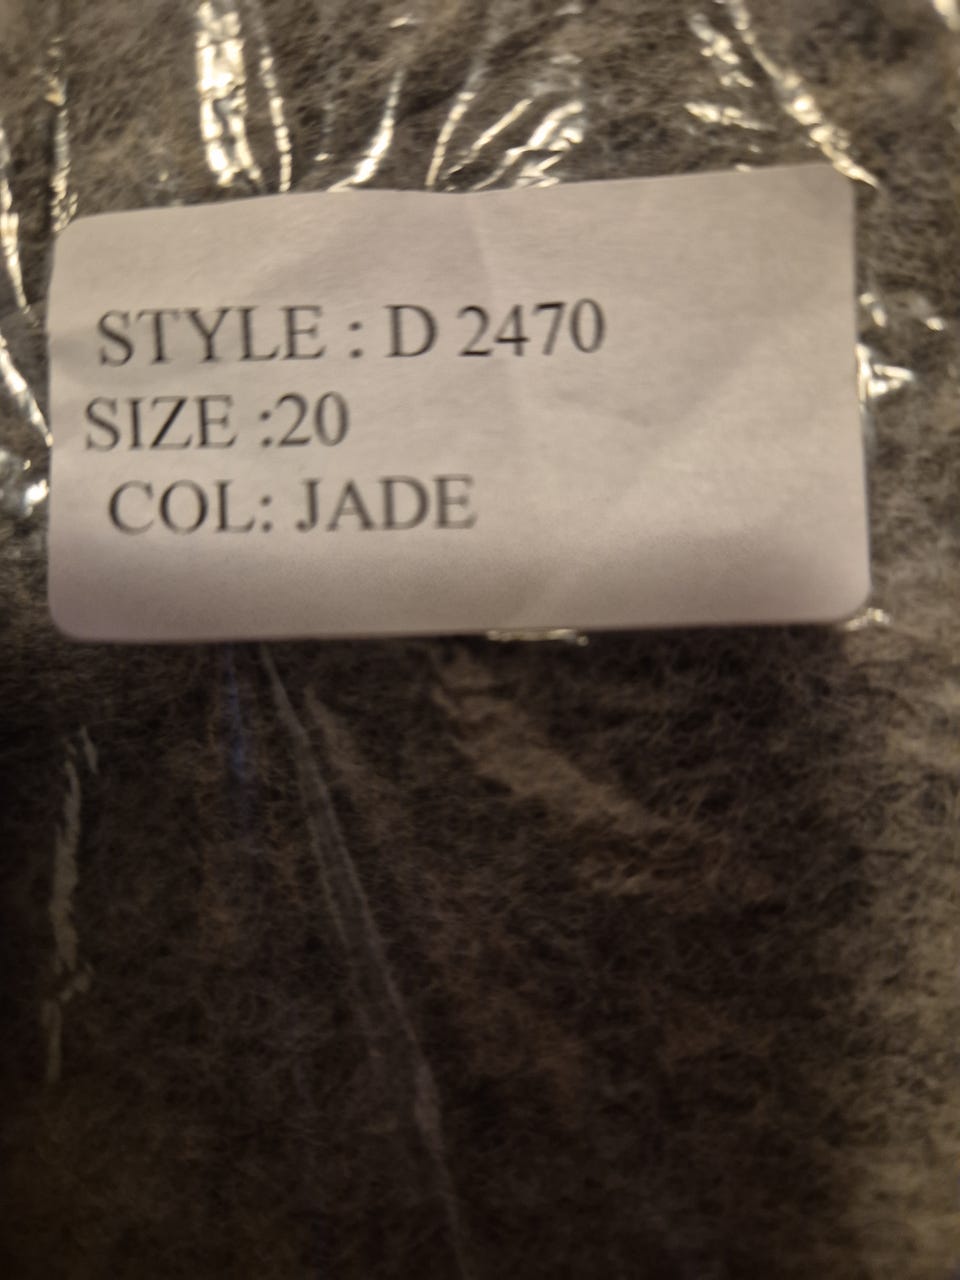 STYLE : D 2470
SIZE :20
COL: JADE